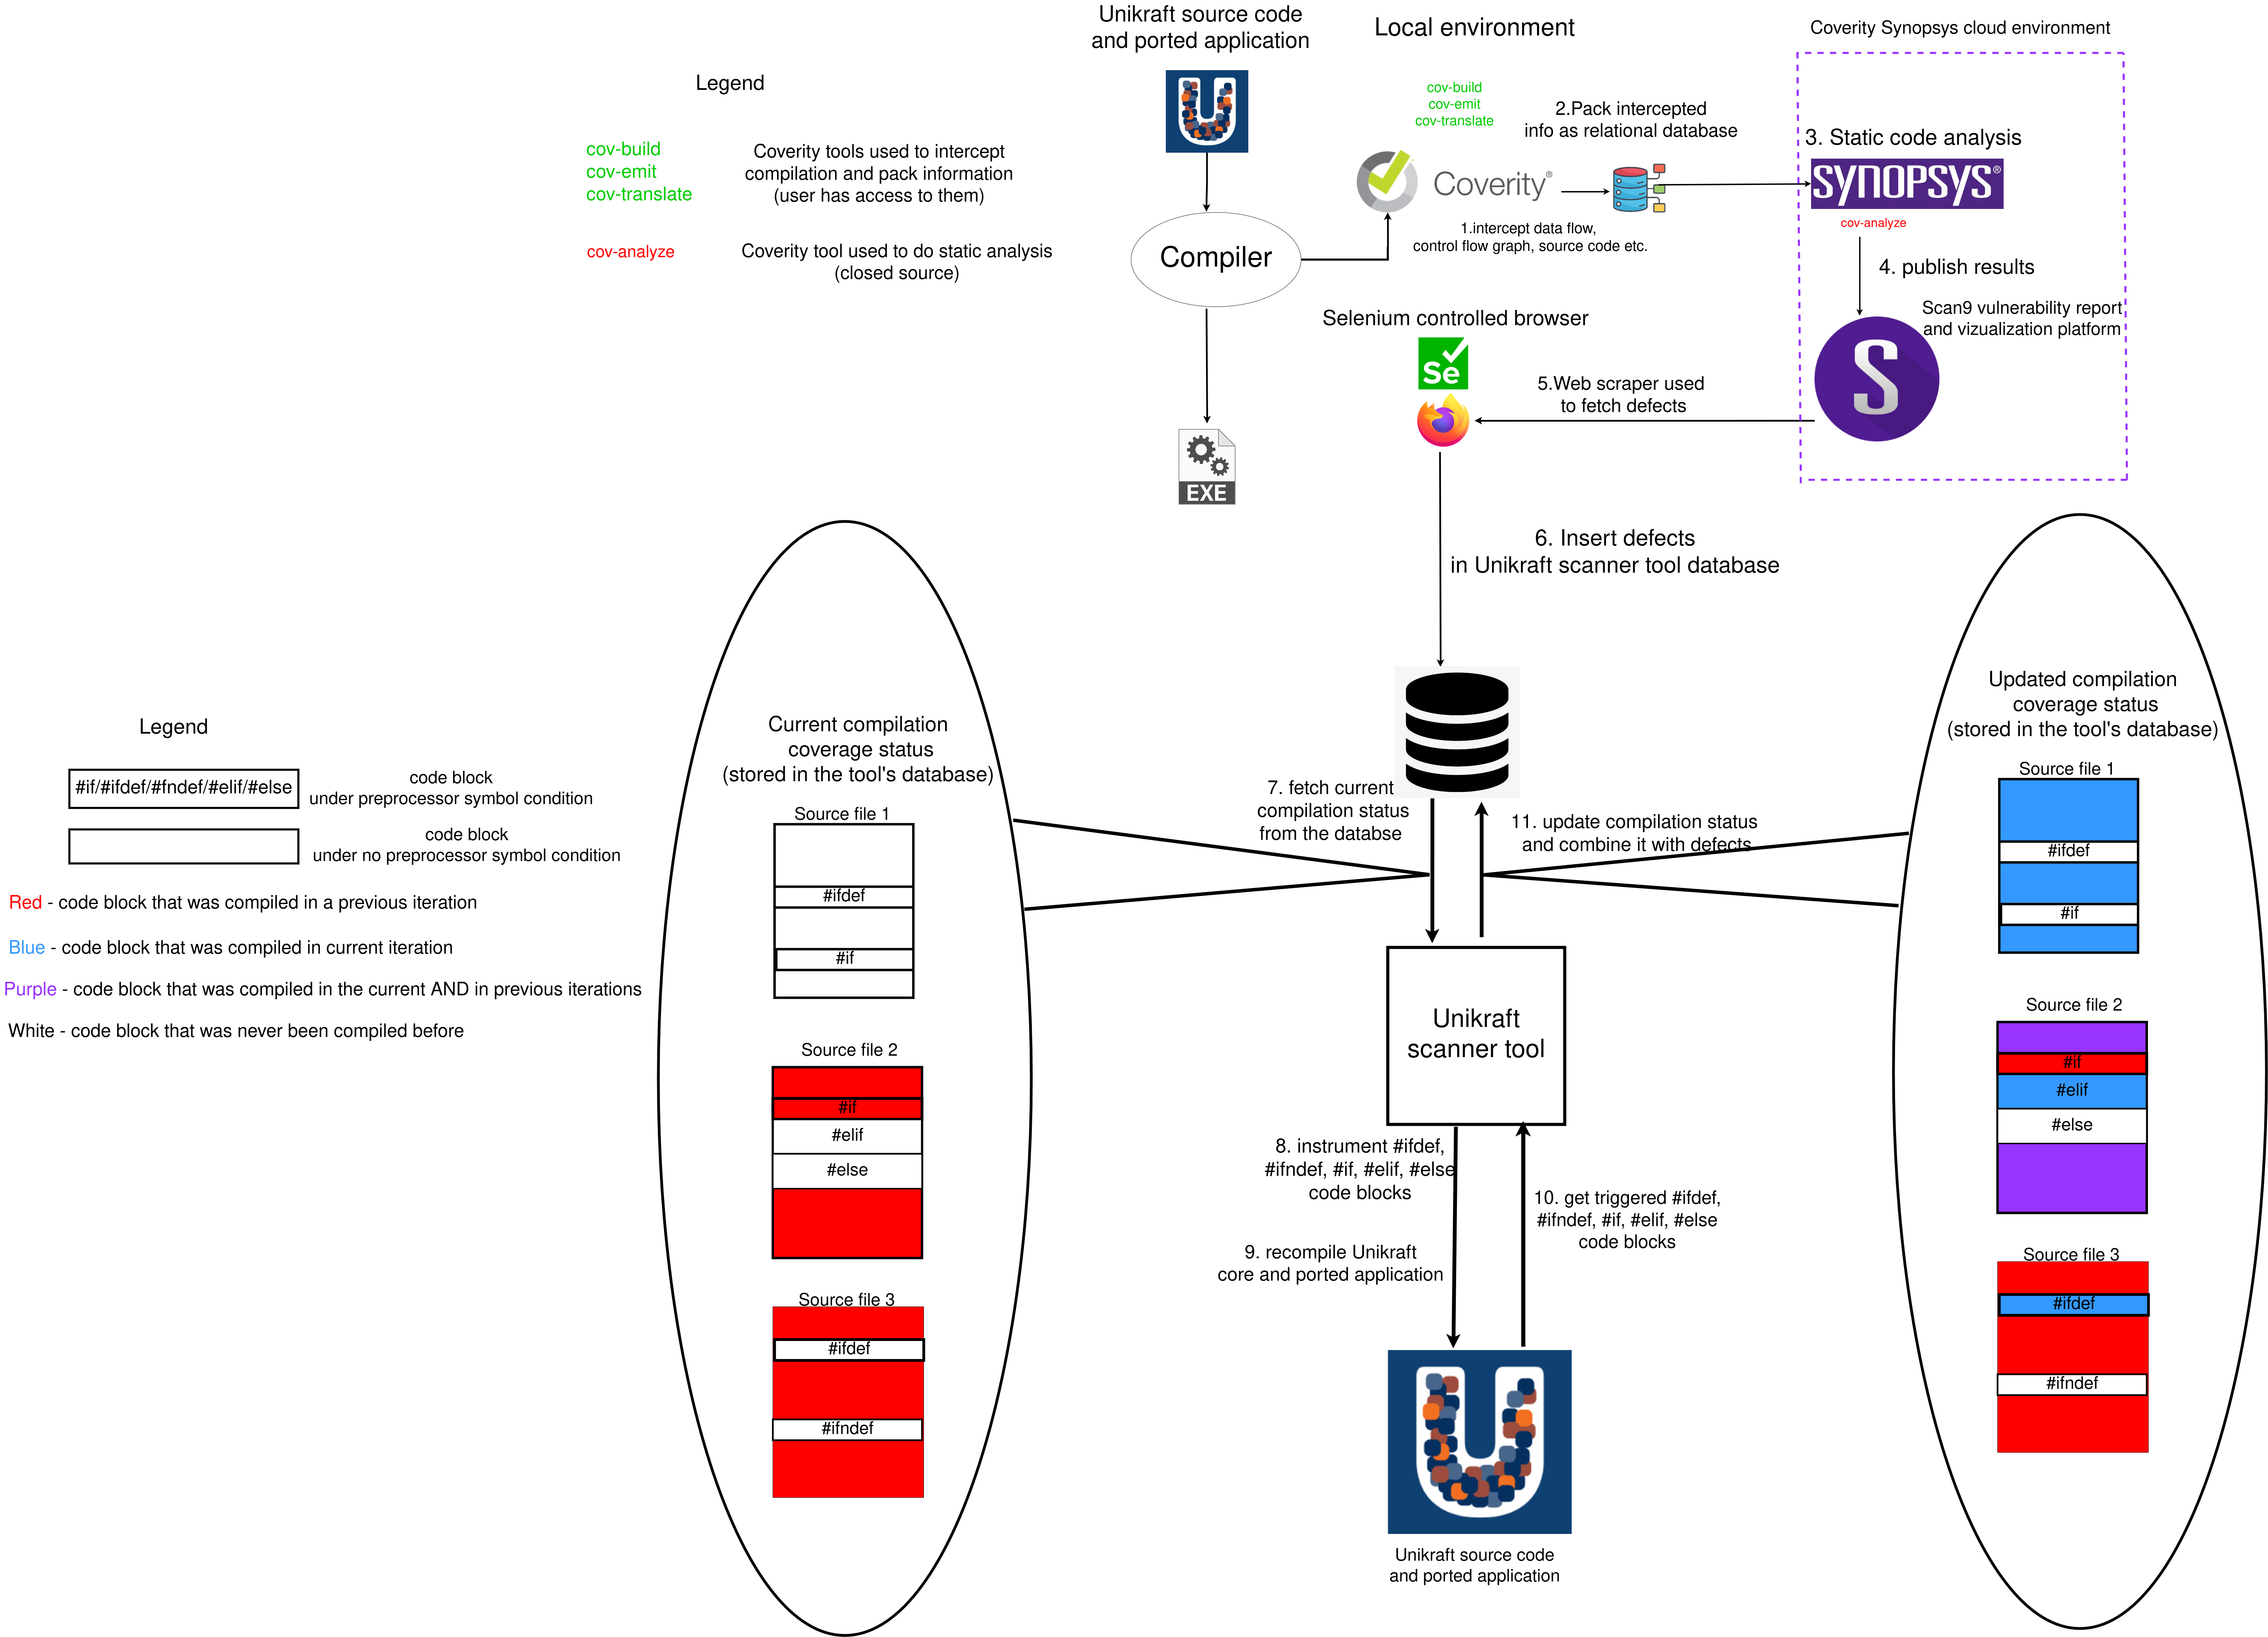 Unikraft source code
and ported application
Local environment
Coverity Synopsys cloud environment
Legend
cov-build
cov-emit
cov-translate
Coverity tools used to intercept
compilation and pack information
(user has access to them)
cov-analyze
Coverity tool used to do static analysis
(closed source)
Compiler
EXE
cov-build
cov-emit
cov-translate
Coverity®
1.intercept data flow,
control flow graph, source code etc.
2.Pack intercepted
info as relational database
3. Static code analysis
SYNOPSYS®
cov-analyze
4. publish results
Scan9 vulnerability report
and vizualization platform
S
Selenium controlled browser
Se
5.Web scraper used
to fetch defects
6. Insert defects
in Unikraft scanner tool database
Legend
#if/#ifdef/#fndef/#elif/#else
code block
under preprocessor symbol condition
code block
under no preprocessor symbol condition
Red - code block that was compiled in a previous iteration
Blue - code block that was compiled in current iteration
Purple - code block that was compiled in the current AND in previous iterations
White - code block that was never been compiled before
Current compilation
coverage status
(stored in the tool's database)
Source file 1
#ifdef
#if
Source file 2
#if
#elif
#else
Source file 3
#ifdef
#ifndef
7. fetch current
compilation status
from the databse
11. update compilation status
and combine it with defects
Unikraft
scanner tool
8. instrument #ifdef,
#ifndef, #if, #elif, #else
code blocks
9. recompile Unikraft
core and ported application
10. get triggered #ifdef,
#ifndef, #if, #elif, #else
code blocks
Unikraft source code
and ported application
Updated compilation
coverage status
(stored in the tool's database)
Source file 1
#ifdef
#if
Source file 2
#if
#elif
#else
Source file 3
#ifdef
#ifndef